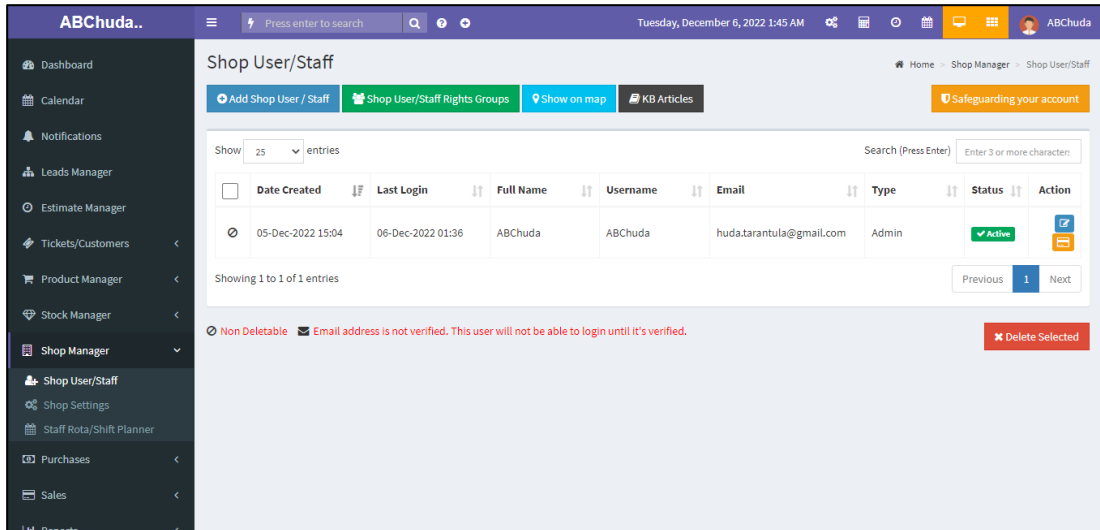 ABChuda..
Press enter to search
Tuesday, December 6, 2022 1:45 AM
ABChuda
Dashboard
Calendar
Notifications
Leads Manager
Estimate Manager
Tickets/Customers
Product Manager
Stock Manager
Shop Manager
Shop User/Staff
Shop Settings
Staff Rota/Shift Planner
Purchases
Sales
Reports
Shop User/Staff
Home > Shop Manager > Shop User/Staff
Add Shop User / Staff
Shop User/Staff Rights Groups
Show on map
KB Articles
Safeguarding your account
Show 25 entries
Search (Press Enter) Enter 3 or more character:
Date Created Last Login Full Name Username Email Type Status Action
05-Dec-2022 15:04 06-Dec-2022 01:36 ABChuda ABChuda huda.tarantula@gmail.com Admin Active
Showing 1 to 1 of 1 entries
Previous 1 Next
Non Deletable Email address is not verified. This user will not be able to login until it's verified.
Delete Selected